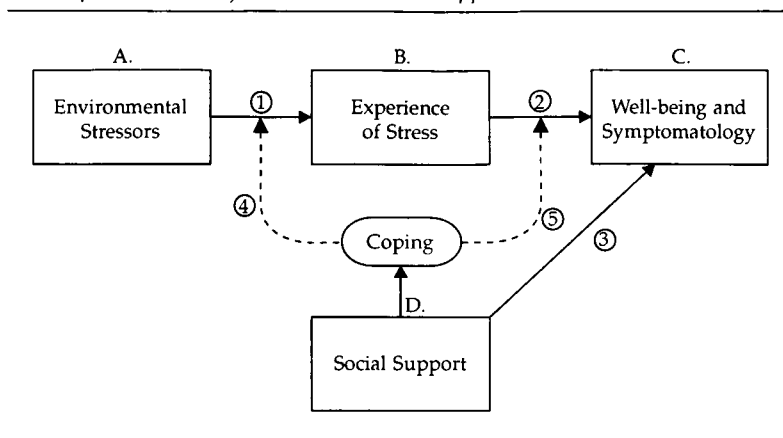 A.
B.
C.
Environmental
Stressors
①
Experience
of Stress
②
Well-being and
Symptomatology
④
Coping
⑤
③
D.
Social Support